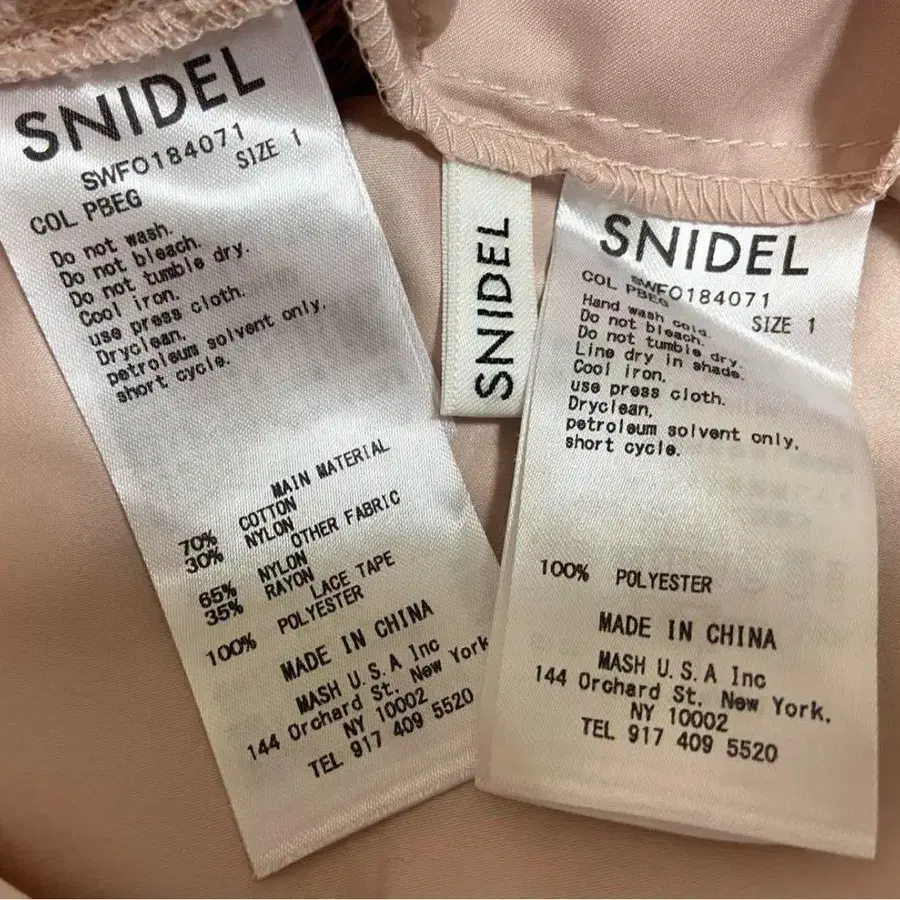 SNIDEL
SWFO184071
SIZE 1
COL PBEG
Do not wash.
Do not bleach.
Do not tumble dry.
Cool iron.
use press cloth.
Dryclean.
petroleum solvent only.
short cycle.
MAIN MATERIAL
70% COTTON
30% NYLON
OTHER FABRIC
65% NYLON
35% RAYON
LACE TAPE
100% POLYESTER
MADE IN CHINA
MASH U.S.A Inc
144 Orchard St. New York
NY 10002
TEL 917 409 5520
SNIDEL
SNIDEL
SWFO184071
COL PBEG
SIZE 1
Hand wash cold.
Do not bleach.
Do not tumble dry.
Line dry in shade.
Cool iron.
use press cloth.
Dryclean,
petroleum solvent only,
short cycle.
100% POLYESTER
MADE IN CHINA
MASH U.S.A Inc
144 Orchard St. New York.
NY 10002
TEL 917 409 5520